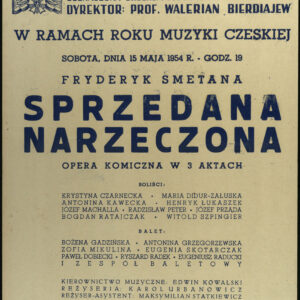 DYREKTOR: PROF. WALERIAN BIERDIAJEW
W RAMACH ROKU MUZYKI CZESKIEJ
SOBOTA, DNIA 15 MAJA 1954 R. • GODZ. 19
FRYDERYK SMETANA
SPRZEDANA
NARZECZONA
OPERA KOMICZNA W 3 AKTACH
SOLIŚCI:
KRYSTYNA CZARNECKA • MARIA DIDUR-ZAŁUSKA
ANTONINA KAWECKA • HENRYK ŁUKASZEK
JÓZEF MACHALLA • RADZISŁAW PETER • JÓZEF PRZĄDA
BOGDAN RATAJCZAK • WITOLD SZPINGIER
BALET:
BOŻENA GADZIŃSKA • ANTONINA GRZEGORZEWSKA
ZOFIA MIKULINA • EUGENIA SKOTARCZAK
PAWEŁ DOBIECKI • RYSZARD RADEK • EUGENIUSZ RADUCKI
I ZESPÓŁ BALETOWY
KIEROWNICTWO MUZYCZNE: EDWIN KOWALSKI
REŻYSERIA: KAROL URBANOWICZ
REŻYSER-ASYSTENT: MAKSYMILIAN STATKIEWICZ